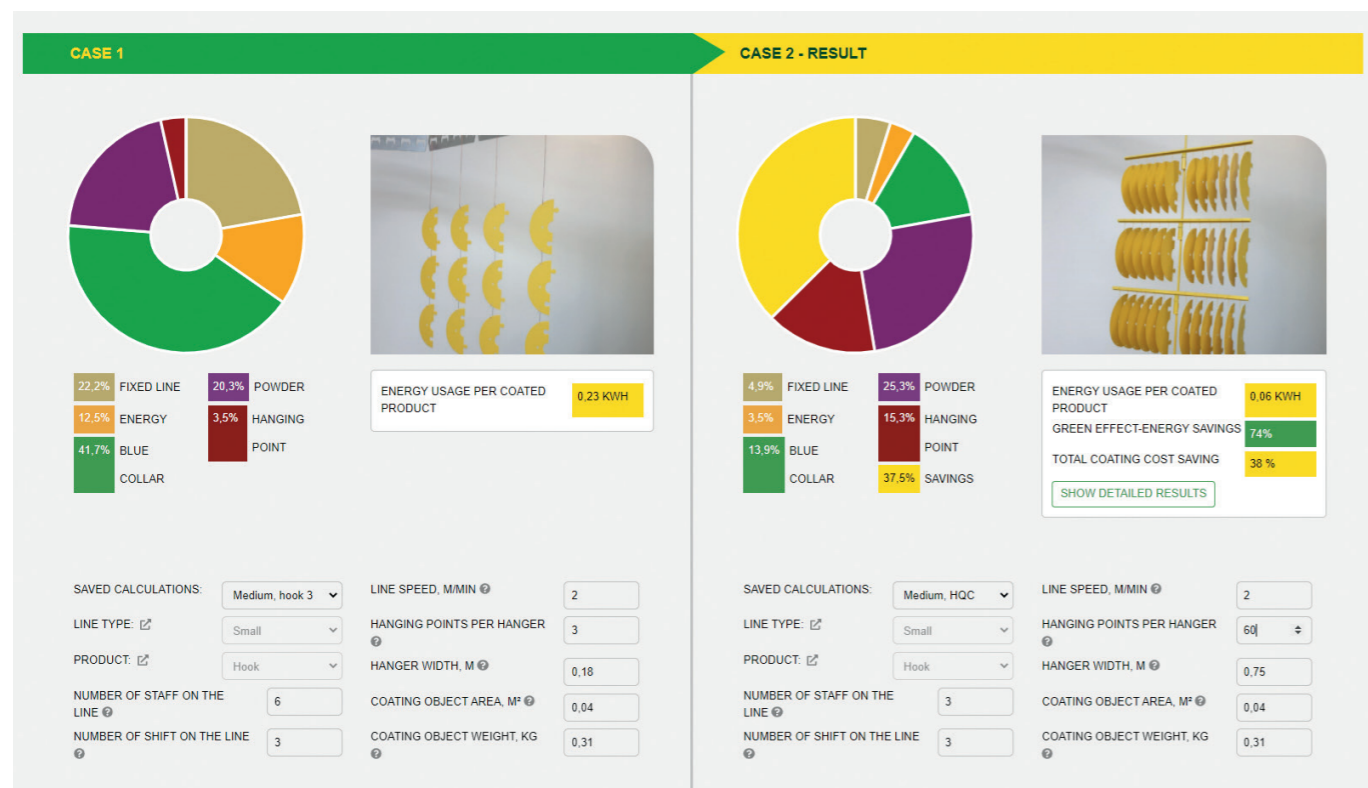 CASE 1
22,2% FIXED LINE
20,3% POWDER
12,5% ENERGY
3,5% HANGING
POINT
41,7% BLUE
COLLAR
ENERGY USAGE PER COATED
PRODUCT
0,23 KWH
SAVED CALCULATIONS:
Medium, hook 3
LINE TYPE:
Small
PRODUCT:
Hook
NUMBER OF STAFF ON THE
LINE
6
NUMBER OF SHIFT ON THE LINE
3
LINE SPEED, M/MIN
2
HANGING POINTS PER HANGER
3
HANGER WIDTH, M
0,18
COATING OBJECT AREA, M²
0,04
COATING OBJECT WEIGHT, KG
0,31
CASE 2 - RESULT
4,9% FIXED LINE
25,3% POWDER
3,5% ENERGY
15,3% HANGING
POINT
13,9% BLUE
COLLAR
37,5% SAVINGS
ENERGY USAGE PER COATED
PRODUCT
0,06 KWH
GREEN EFFECT-ENERGY SAVINGS
74%
TOTAL COATING COST SAVING
38 %
SHOW DETAILED RESULTS
SAVED CALCULATIONS:
Medium, HQC
LINE TYPE:
Small
PRODUCT:
Hook
NUMBER OF STAFF ON THE
LINE
3
NUMBER OF SHIFT ON THE LINE
3
LINE SPEED, M/MIN
2
HANGING POINTS PER HANGER
60
HANGER WIDTH, M
0,75
COATING OBJECT AREA, M²
0,04
COATING OBJECT WEIGHT, KG
0,31